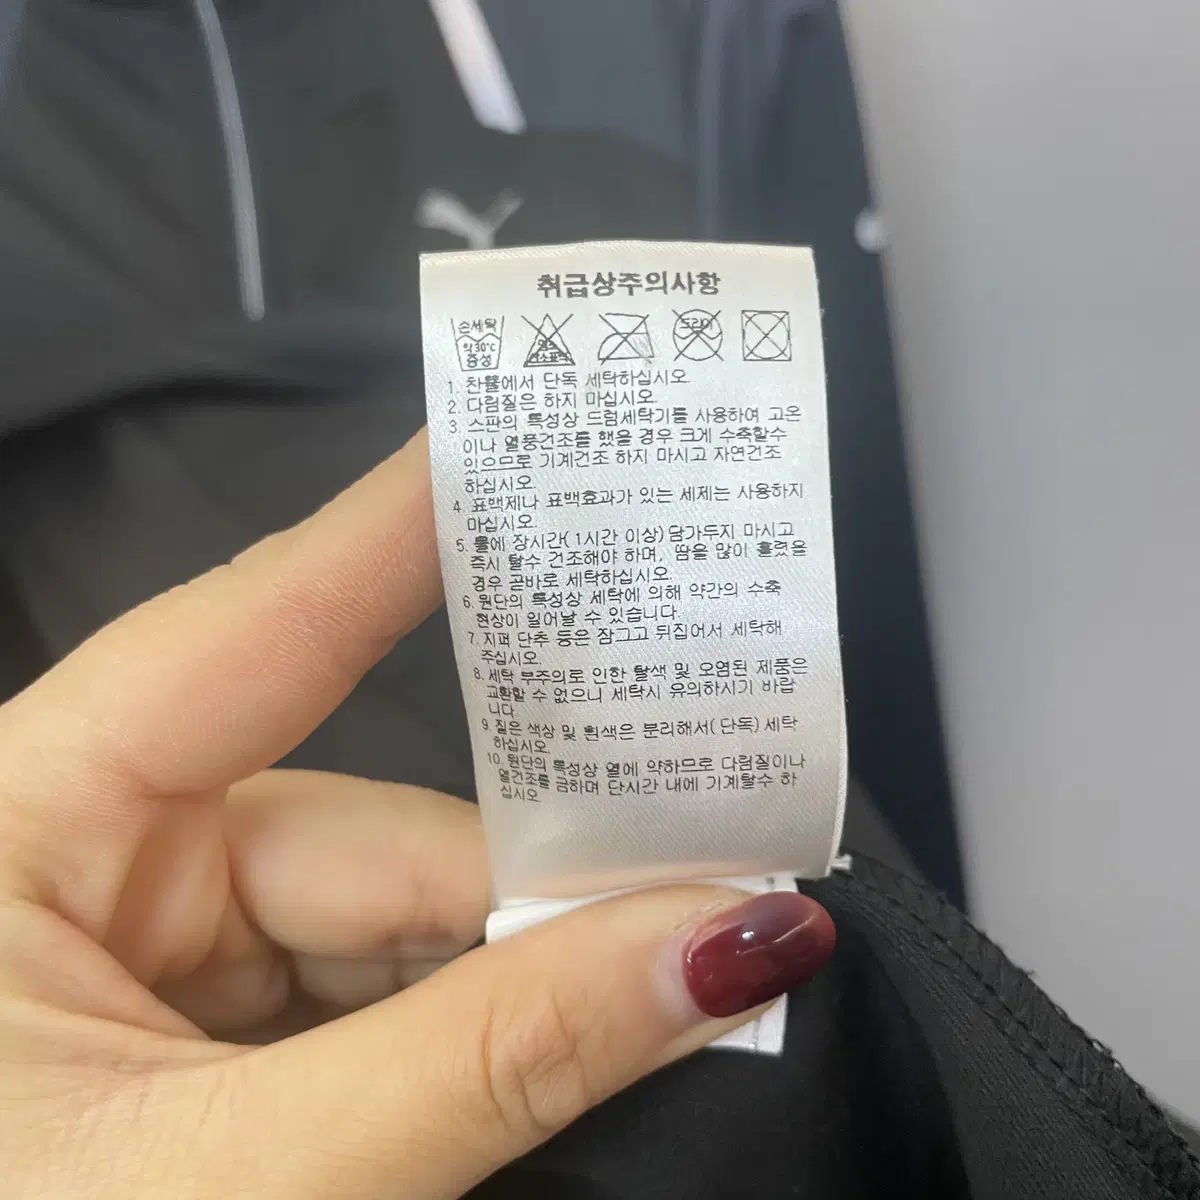 취급상주의사항
손세탁
약30℃
중성
염소표백
드라이
1. 찬물에서 단독 세탁하십시오.
2. 다림질은 하지 마십시오.
3. 스판의 특성상 드럼세탁기를 사용하여 고온
이나 열풍건조를 했을 경우 크게 수축할수
있으므로 기계건조 하지 마시고 자연건조
하십시오.
4. 표백제나 표백효과가 있는 세제는 사용하지
마십시오.
5. 물에 장시간(1시간 이상)담가두지 마시고
즉시 탈수 건조해야 하며, 땀을 많이 흘렸을
경우 곧바로 세탁하십시오.
6. 원단의 특성상 세탁에 의해 약간의 수축
현상이 일어날 수 있습니다.
7. 지퍼 단추 등은 잠그고 뒤집어서 세탁해
주십시오.
8. 세탁 부주의로 인한 탈색 및 오염된 제품은
교환할 수 없으니 세탁시 유의하시기 바랍
니다.
9. 짙은 색상 및 흰색은 분리해서(단독)세탁
하십시오.
10. 원단의 특성상 열에 약하므로 다림질이나
열건조를 금하며 단시간 내에 기계탈수 하
십시오.